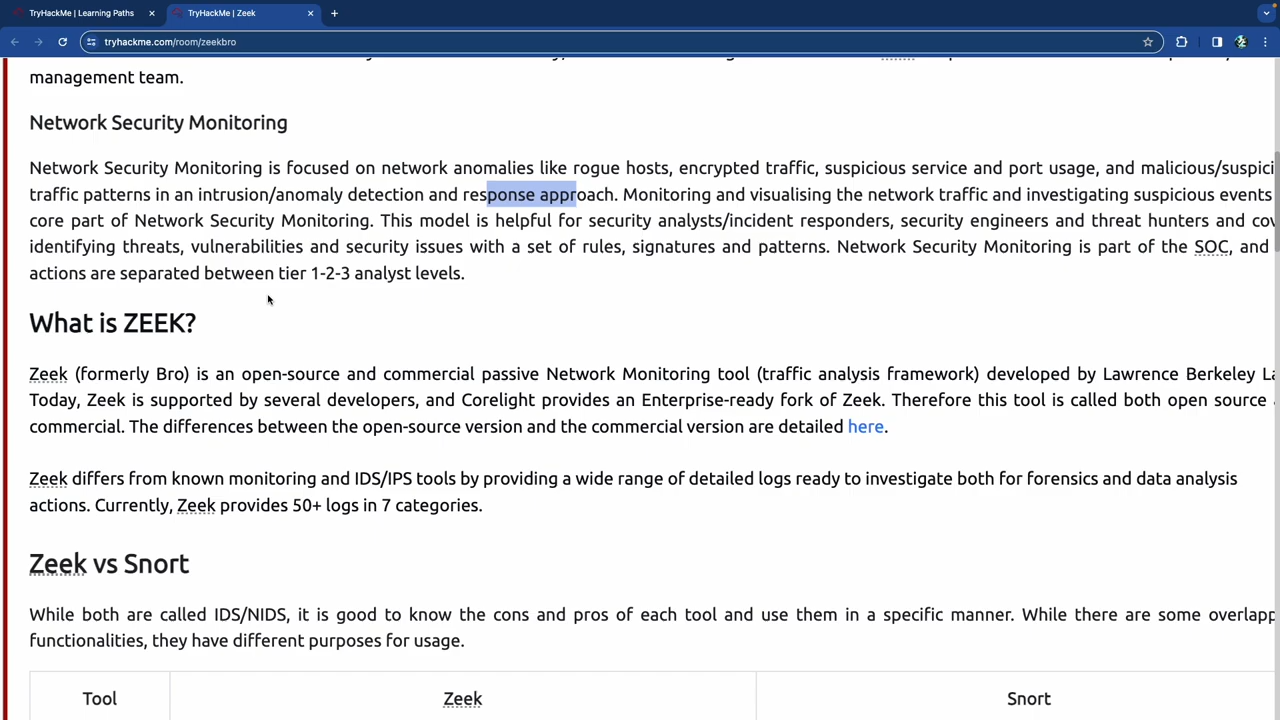 TryHackMe | Learning Paths
TryHackMe | Zeek
tryhackme.com/room/zeekbro
management team.
Network Security Monitoring
Network Security Monitoring is focused on network anomalies like rogue hosts, encrypted traffic, suspicious service and port usage, and malicious/suspici
traffic patterns in an intrusion/anomaly detection and response approach. Monitoring and visualising the network traffic and investigating suspicious events
core part of Network Security Monitoring. This model is helpful for security analysts/incident responders, security engineers and threat hunters and cov
identifying threats, vulnerabilities and security issues with a set of rules, signatures and patterns. Network Security Monitoring is part of the SOC, and
actions are separated between tier 1-2-3 analyst levels.
What is ZEEK?
Zeek (formerly Bro) is an open-source and commercial passive Network Monitoring tool (traffic analysis framework) developed by Lawrence Berkeley La
Today, Zeek is supported by several developers, and Corelight provides an Enterprise-ready fork of Zeek. Therefore this tool is called both open source
commercial. The differences between the open-source version and the commercial version are detailed here.
Zeek differs from known monitoring and IDS/IPS tools by providing a wide range of detailed logs ready to investigate both for forensics and data analysis
actions. Currently, Zeek provides 50+ logs in 7 categories.
Zeek vs Snort
While both are called IDS/NIDS, it is good to know the cons and pros of each tool and use them in a specific manner. While there are some overlapp
functionalities, they have different purposes for usage.
Tool
Zeek
Snort